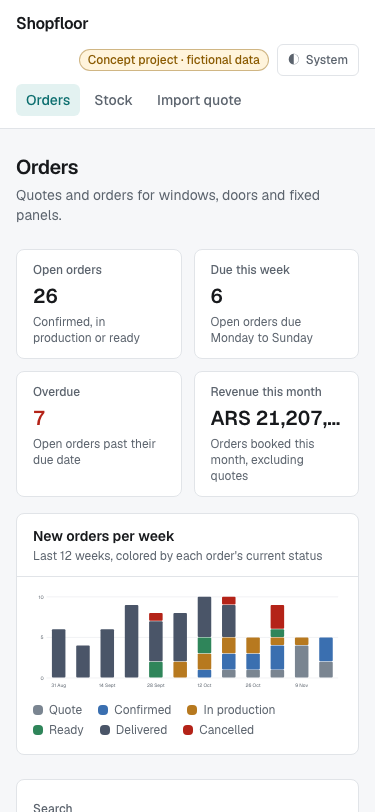 Shopfloor
Concept project · fictional data
System
Orders
Stock
Import quote
Orders
Quotes and orders for windows, doors and fixed
panels.
Open orders
26
Confirmed, in
production or ready
Due this week
6
Open orders due
Monday to Sunday
Overdue
7
Open orders past their
due date
Revenue this month
ARS 21,207,...
Orders booked this
month, excluding
quotes
New orders per week
Last 12 weeks, colored by each order's current status
10
5
0
31 Aug
14 Sept
28 Sept
12 Oct
26 Oct
9 Nov
Quote
Confirmed
In production
Ready
Delivered
Cancelled
Search